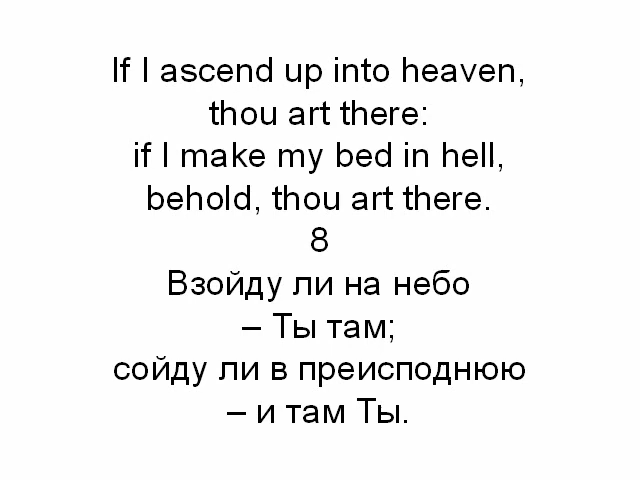 If I ascend up into heaven,
thou art there:
if I make my bed in hell,
behold, thou art there.
8
Взойду ли на небо
– Ты там;
сойду ли в преисподнюю
– и там Ты.